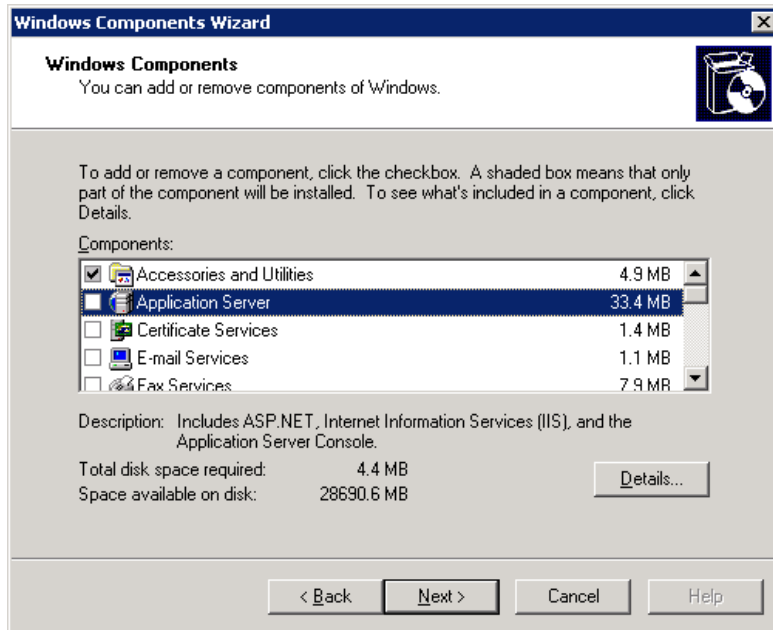 Windows Components Wizard
Windows Components
You can add or remove components of Windows.
To add or remove a component, click the checkbox. A shaded box means that only
part of the component will be installed. To see what's included in a component, click
Details.
Components:
Accessories and Utilities 4.9 MB
Application Server 33.4 MB
Certificate Services 1.4 MB
E-mail Services 1.1 MB
Fax Services 7.9 MB
Description: Includes ASP.NET, Internet Information Services (IIS), and the
Application Server Console.
Total disk space required: 4.4 MB
Space available on disk: 28690.6 MB
Details...
< Back Next > Cancel Help